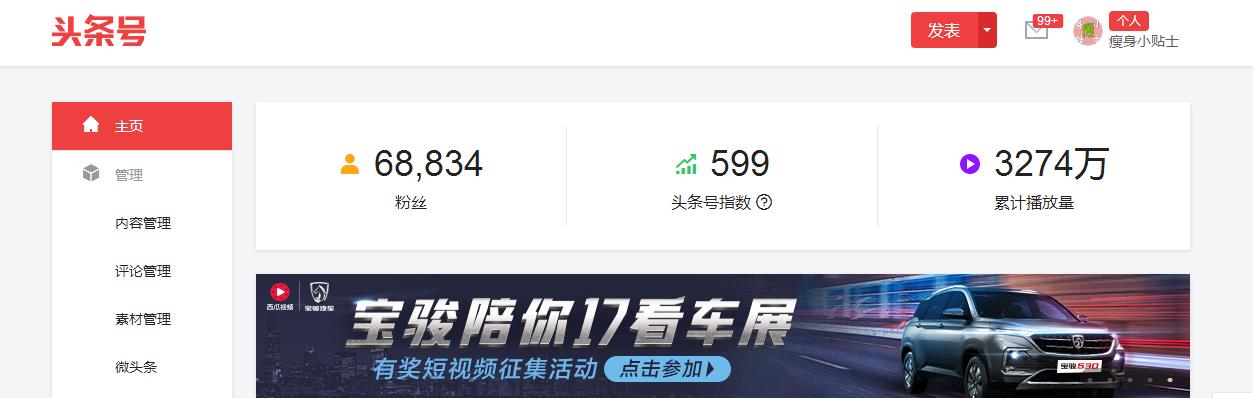 头条号
发表
99+
个人
瘦身小贴士
主页
管理
内容管理
评论管理
素材管理
微头条
68,834
粉丝
599
头条号指数 ?
3274万
累计播放量
西瓜视频 宝骏汽车
宝骏陪你17看车展
有奖短视频征集活动 点击参加
宝骏530